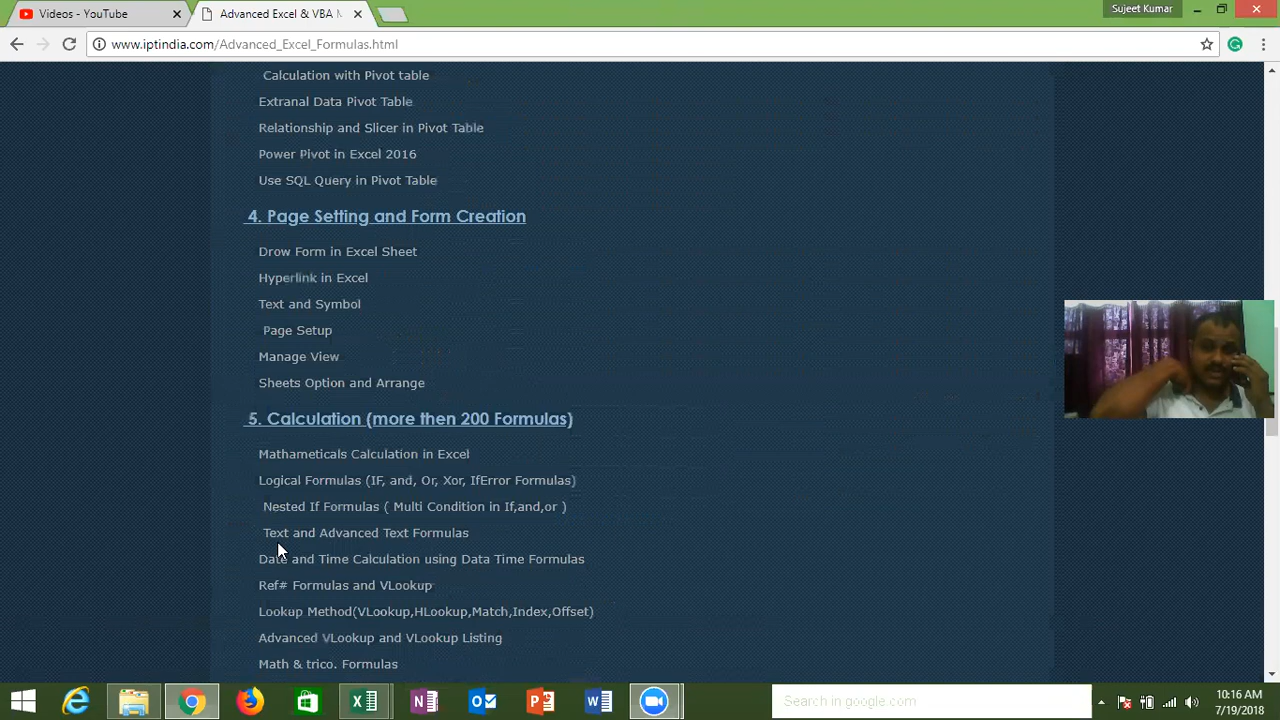 Videos - YouTube
Advanced Excel & VBA M
Sujeet Kumar
www.iptindia.com/Advanced_Excel_Formulas.html
Calculation with Pivot table
Extranal Data Pivot Table
Relationship and Slicer in Pivot Table
Power Pivot in Excel 2016
Use SQL Query in Pivot Table
4. Page Setting and Form Creation
Drow Form in Excel Sheet
Hyperlink in Excel
Text and Symbol
Page Setup
Manage View
Sheets Option and Arrange
5. Calculation (more then 200 Formulas)
Mathameticals Calculation in Excel
Logical Formulas (IF, and, Or, Xor, IfError Formulas)
Nested If Formulas ( Multi Condition in If,and,or )
Text and Advanced Text Formulas
Date and Time Calculation using Data Time Formulas
Ref# Formulas and VLookup
Lookup Method(VLookup,HLookup,Match,Index,Offset)
Advanced VLookup and VLookup Listing
Math & trico. Formulas
Search in google.com
10:16 AM
7/19/2018